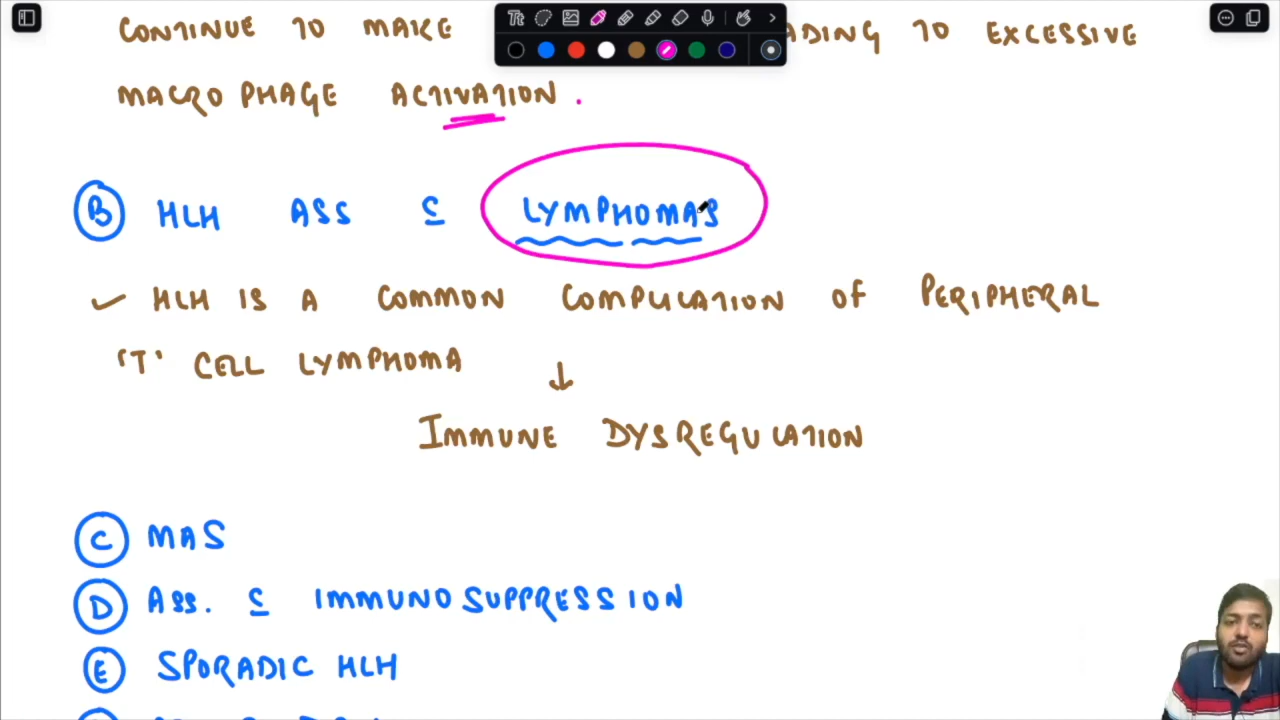 CONTINUE TO MAKE ADING TO EXCESSIVE
MACROPHAGE ACTIVATION.
B HLH ASS c̄ LYMPHOMAS
✓ HLH IS A COMMON COMPLICATION OF PERIPHERAL
'T' CELL LYMPHOMA ↓
IMMUNE DYSREGULATION
C MAS
D ASS. c̄ IMMUNOSUPPRESSION
E SPORADIC HLH